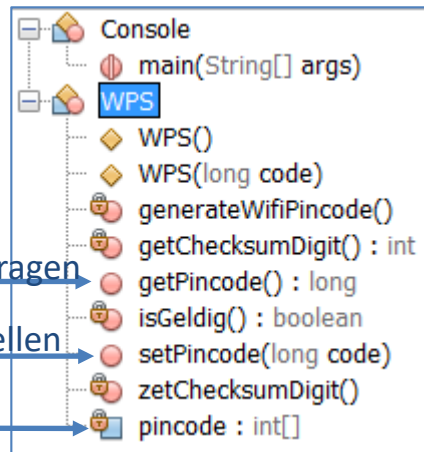 Console
main(String[] args)
WPS
WPS()
WPS(long code)
generateWifiPincode()
getChecksumDigit() : int
ragen getPincode() : long
isGeldig() : boolean
ellen setPincode(long code)
zetChecksumDigit()
pincode : int[]